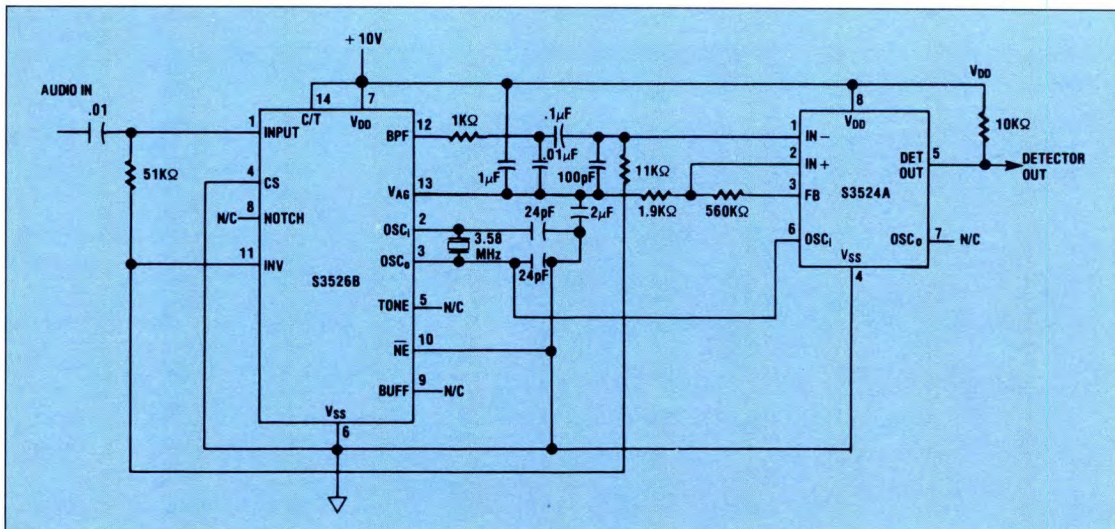 + 10V
AUDIO IN
.01
14
C/T
7
VDD
VDD
8
VDD
1
INPUT
12
BPF
1KΩ
.1μF
1
IN −
10KΩ
51KΩ
4
CS
1μF
.01μF
100pF
11KΩ
2
IN+
DET
OUT
5
DETECTOR
OUT
13
VAG
3
FB
S3524A
N/C
8
NOTCH
24pF
2μF
1.9KΩ
560KΩ
2
OSCi
3.58
MHz
6
OSCi
OSCo
7
N/C
11
INV
3
OSCo
24pF
VSS
4
S3526B
TONE
5
N/C
NE
10
BUFF
9
N/C
VSS
6